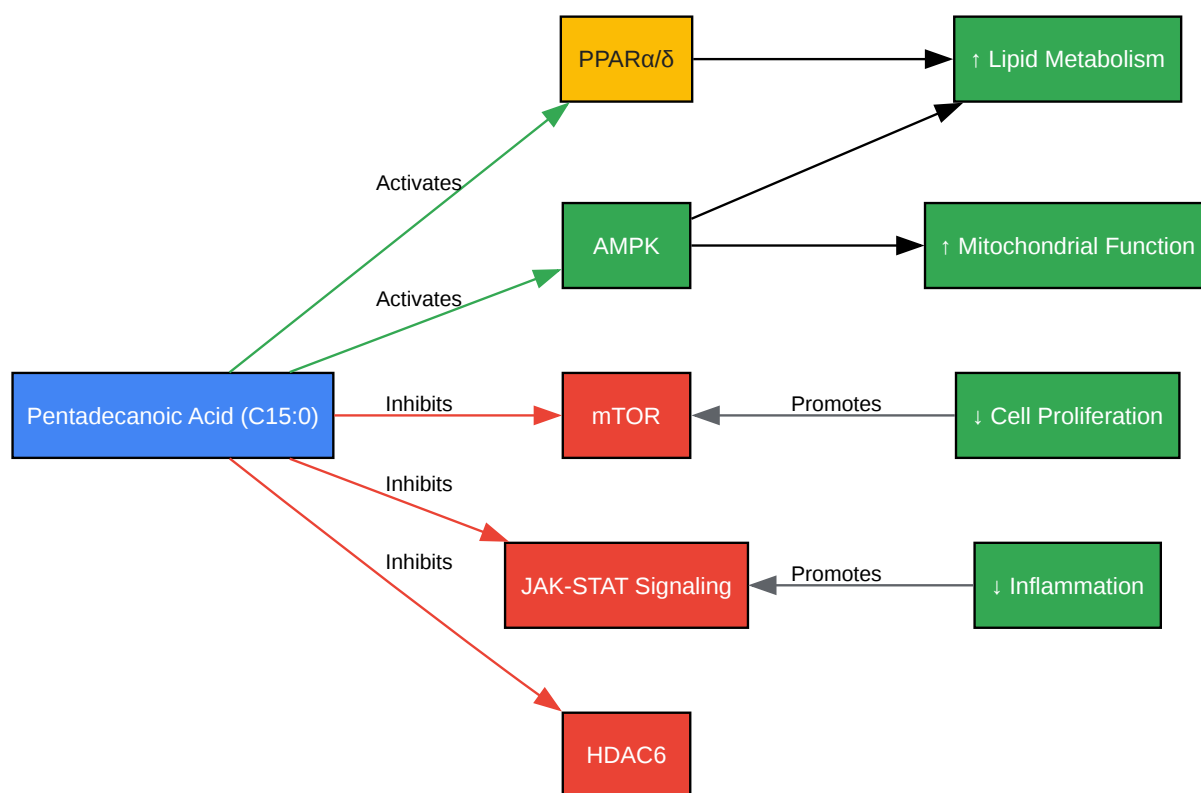 PPARα/δ
↑ Lipid Metabolism
Activates
AMPK
↑ Mitochondrial Function
Activates
Pentadecanoic Acid (C15:0)
Inhibits
mTOR
Promotes
↓ Cell Proliferation
Inhibits
JAK-STAT Signaling
Promotes
↓ Inflammation
Inhibits
HDAC6